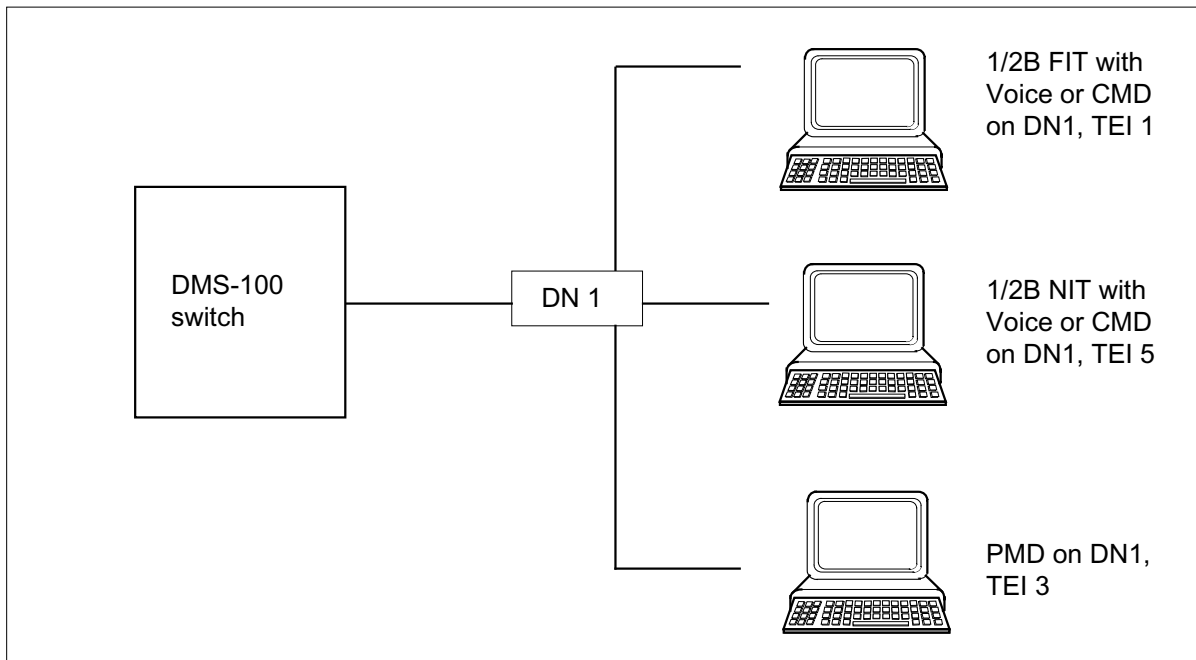 DMS-100
switch
DN 1
1/2B FIT with
Voice or CMD
on DN1, TEI 1
1/2B NIT with
Voice or CMD
on DN1, TEI 5
PMD on DN1,
TEI 3